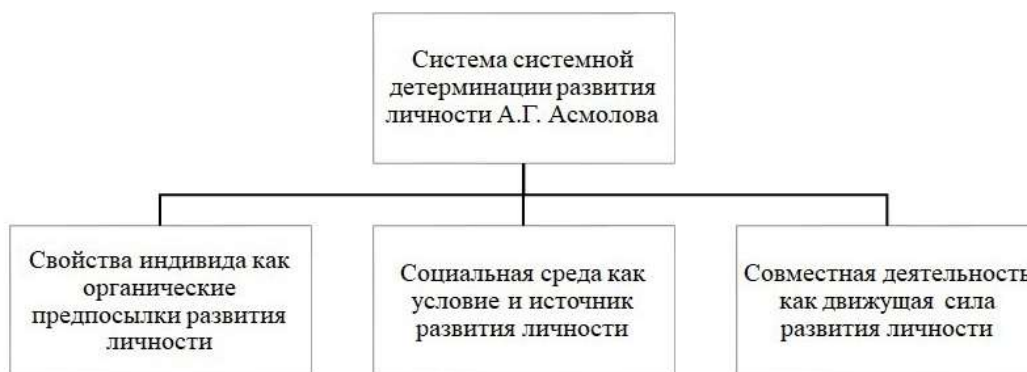 Система системной
детерминации развития
личности А.Г. Асмолова
Свойства индивида как
органические
предпосылки развития
личности
Социальная среда как
условие и источник
развития личности
Совместная деятельность
как движущая сила
развития личности